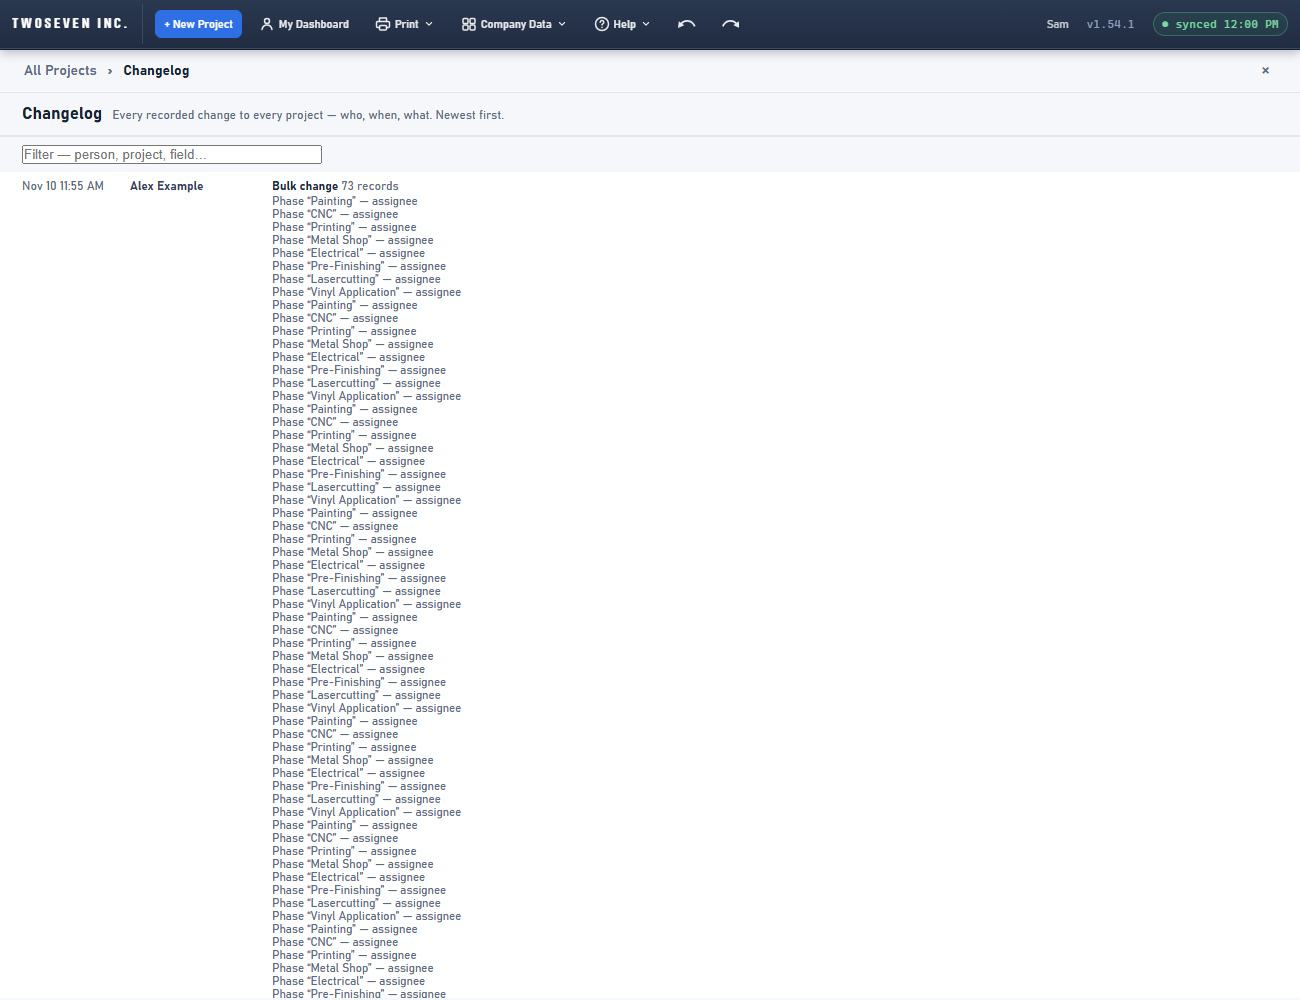 TWOSEVEN INC.
+ New Project
My Dashboard
Print
Company Data
Help
Sam
v1.54.1
synced 12:00 PM
All Projects › Changelog
×
Changelog Every recorded change to every project — who, when, what. Newest first.
Filter — person, project, field...
Nov 10 11:55 AM Alex Example Bulk change 73 records
Phase “Painting” — assignee
Phase “CNC” — assignee
Phase “Printing” — assignee
Phase “Metal Shop” — assignee
Phase “Electrical” — assignee
Phase “Pre-Finishing” — assignee
Phase “Lasercutting” — assignee
Phase “Vinyl Application” — assignee
Phase “Painting” — assignee
Phase “CNC” — assignee
Phase “Printing” — assignee
Phase “Metal Shop” — assignee
Phase “Electrical” — assignee
Phase “Pre-Finishing” — assignee
Phase “Lasercutting” — assignee
Phase “Vinyl Application” — assignee
Phase “Painting” — assignee
Phase “CNC” — assignee
Phase “Printing” — assignee
Phase “Metal Shop” — assignee
Phase “Electrical” — assignee
Phase “Pre-Finishing” — assignee
Phase “Lasercutting” — assignee
Phase “Vinyl Application” — assignee
Phase “Painting” — assignee
Phase “CNC” — assignee
Phase “Printing” — assignee
Phase “Metal Shop” — assignee
Phase “Electrical” — assignee
Phase “Pre-Finishing” — assignee
Phase “Lasercutting” — assignee
Phase “Vinyl Application” — assignee
Phase “Painting” — assignee
Phase “CNC” — assignee
Phase “Printing” — assignee
Phase “Metal Shop” — assignee
Phase “Electrical” — assignee
Phase “Pre-Finishing” — assignee
Phase “Lasercutting” — assignee
Phase “Vinyl Application” — assignee
Phase “Painting” — assignee
Phase “CNC” — assignee
Phase “Printing” — assignee
Phase “Metal Shop” — assignee
Phase “Electrical” — assignee
Phase “Pre-Finishing” — assignee
Phase “Lasercutting” — assignee
Phase “Vinyl Application” — assignee
Phase “Painting” — assignee
Phase “CNC” — assignee
Phase “Printing” — assignee
Phase “Metal Shop” — assignee
Phase “Electrical” — assignee
Phase “Pre-Finishing” — assignee
Phase “Lasercutting” — assignee
Phase “Vinyl Application” — assignee
Phase “Painting” — assignee
Phase “CNC” — assignee
Phase “Printing” — assignee
Phase “Metal Shop” — assignee
Phase “Electrical” — assignee
Phase “Pre-Finishing” — assignee